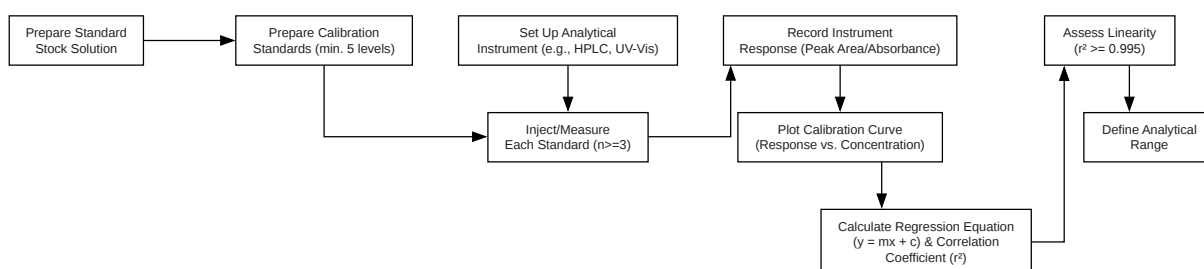 Prepare Standard
Stock Solution
Prepare Calibration
Standards (min. 5 levels)
Set Up Analytical
Instrument (e.g., HPLC, UV-Vis)
Record Instrument
Response (Peak Area/Absorbance)
Assess Linearity
(r² >= 0.995)
Inject/Measure
Each Standard (n>=3)
Plot Calibration Curve
(Response vs. Concentration)
Define Analytical
Range
Calculate Regression Equation
(y = mx + c) & Correlation
Coefficient (r²)